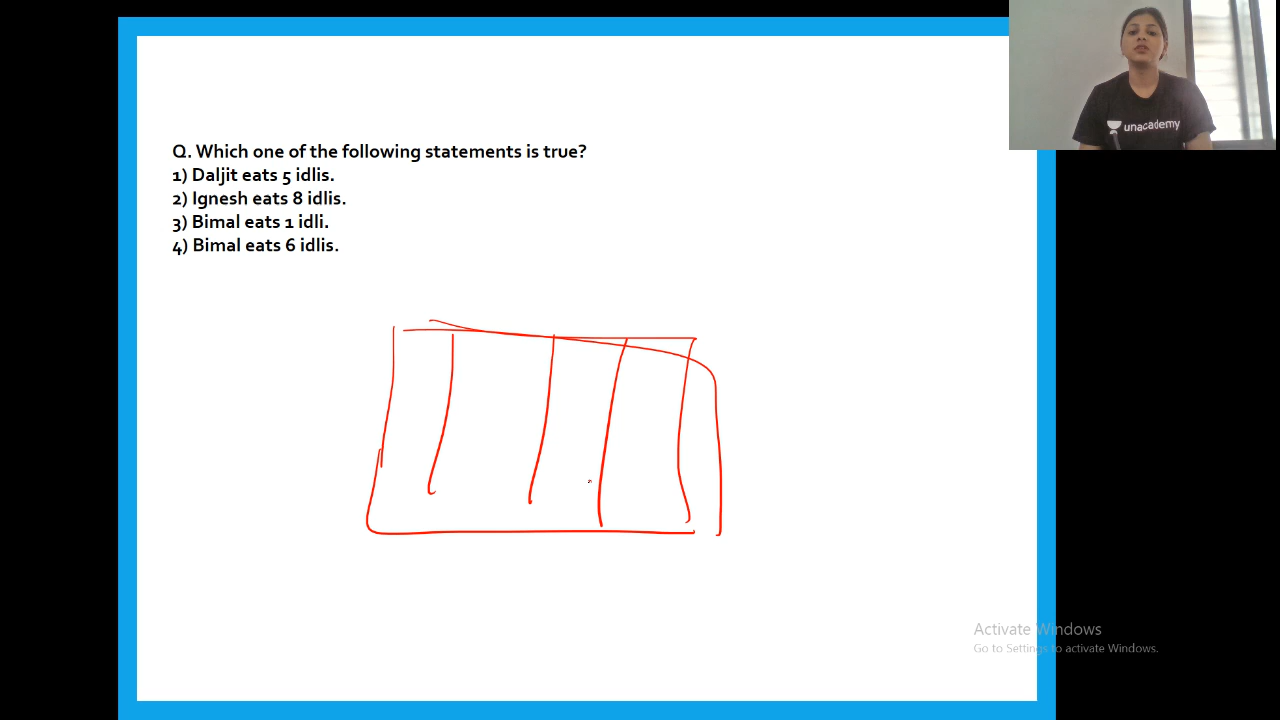 unacademy
Q. Which one of the following statements is true?
1) Daljit eats 5 idlis.
2) Ignesh eats 8 idlis.
3) Bimal eats 1 idli.
4) Bimal eats 6 idlis.
Activate Windows
Go to Settings to activate Windows.